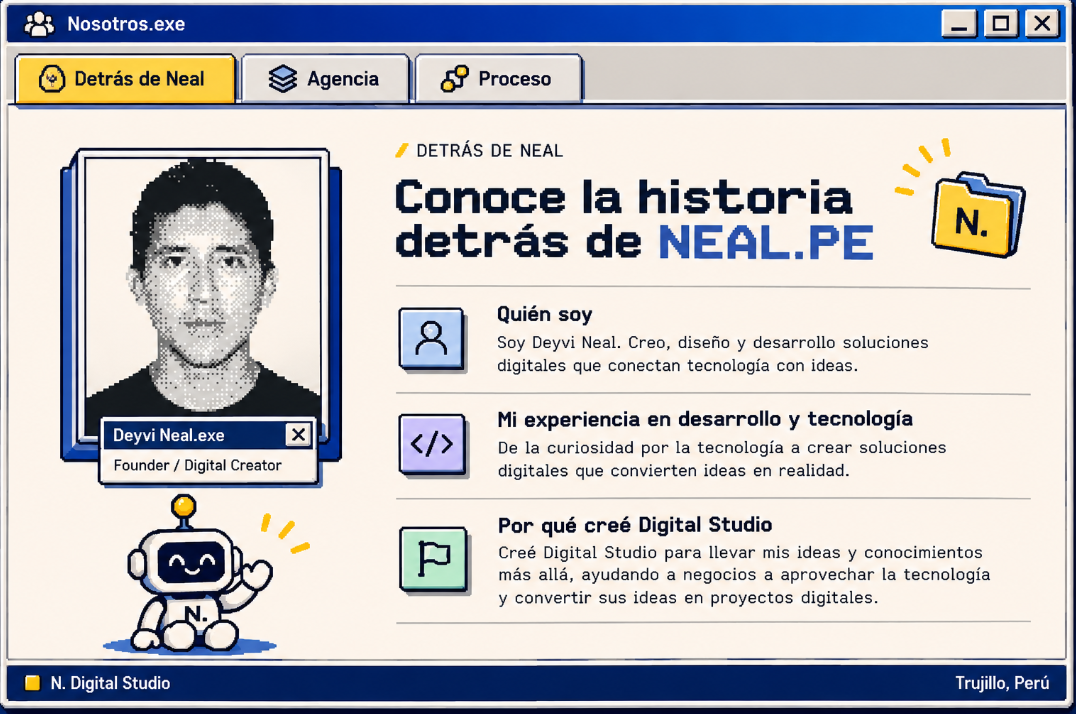 Nosotros.exe
Detrás de Neal
Agencia
Proceso
DETRÁS DE NEAL
Conoce la historia
detrás de NEAL.PE
N.
Quién soy
Soy Deyvi Neal. Creo, diseño y desarrollo soluciones
digitales que conectan tecnología con ideas.
Mi experiencia en desarrollo y tecnología
De la curiosidad por la tecnología a crear soluciones
digitales que convierten ideas en realidad.
Por qué creé Digital Studio
Creé Digital Studio para llevar mis ideas y conocimientos
más allá, ayudando a negocios a aprovechar la tecnología
y convertir sus ideas en proyectos digitales.
Deyvi Neal.exe
Founder / Digital Creator
N.
N. Digital Studio
Trujillo, Perú